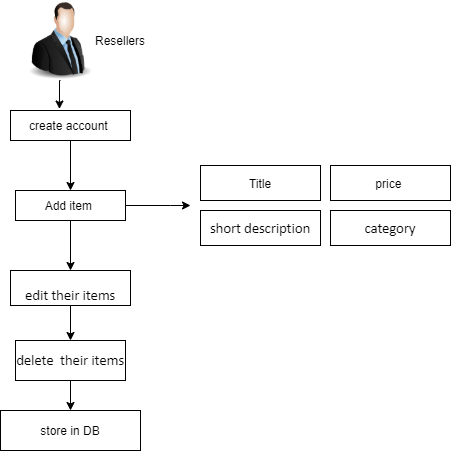 Resellers
create account
Add item
Title
price
short description
category
edit their items
delete  their items
store in DB